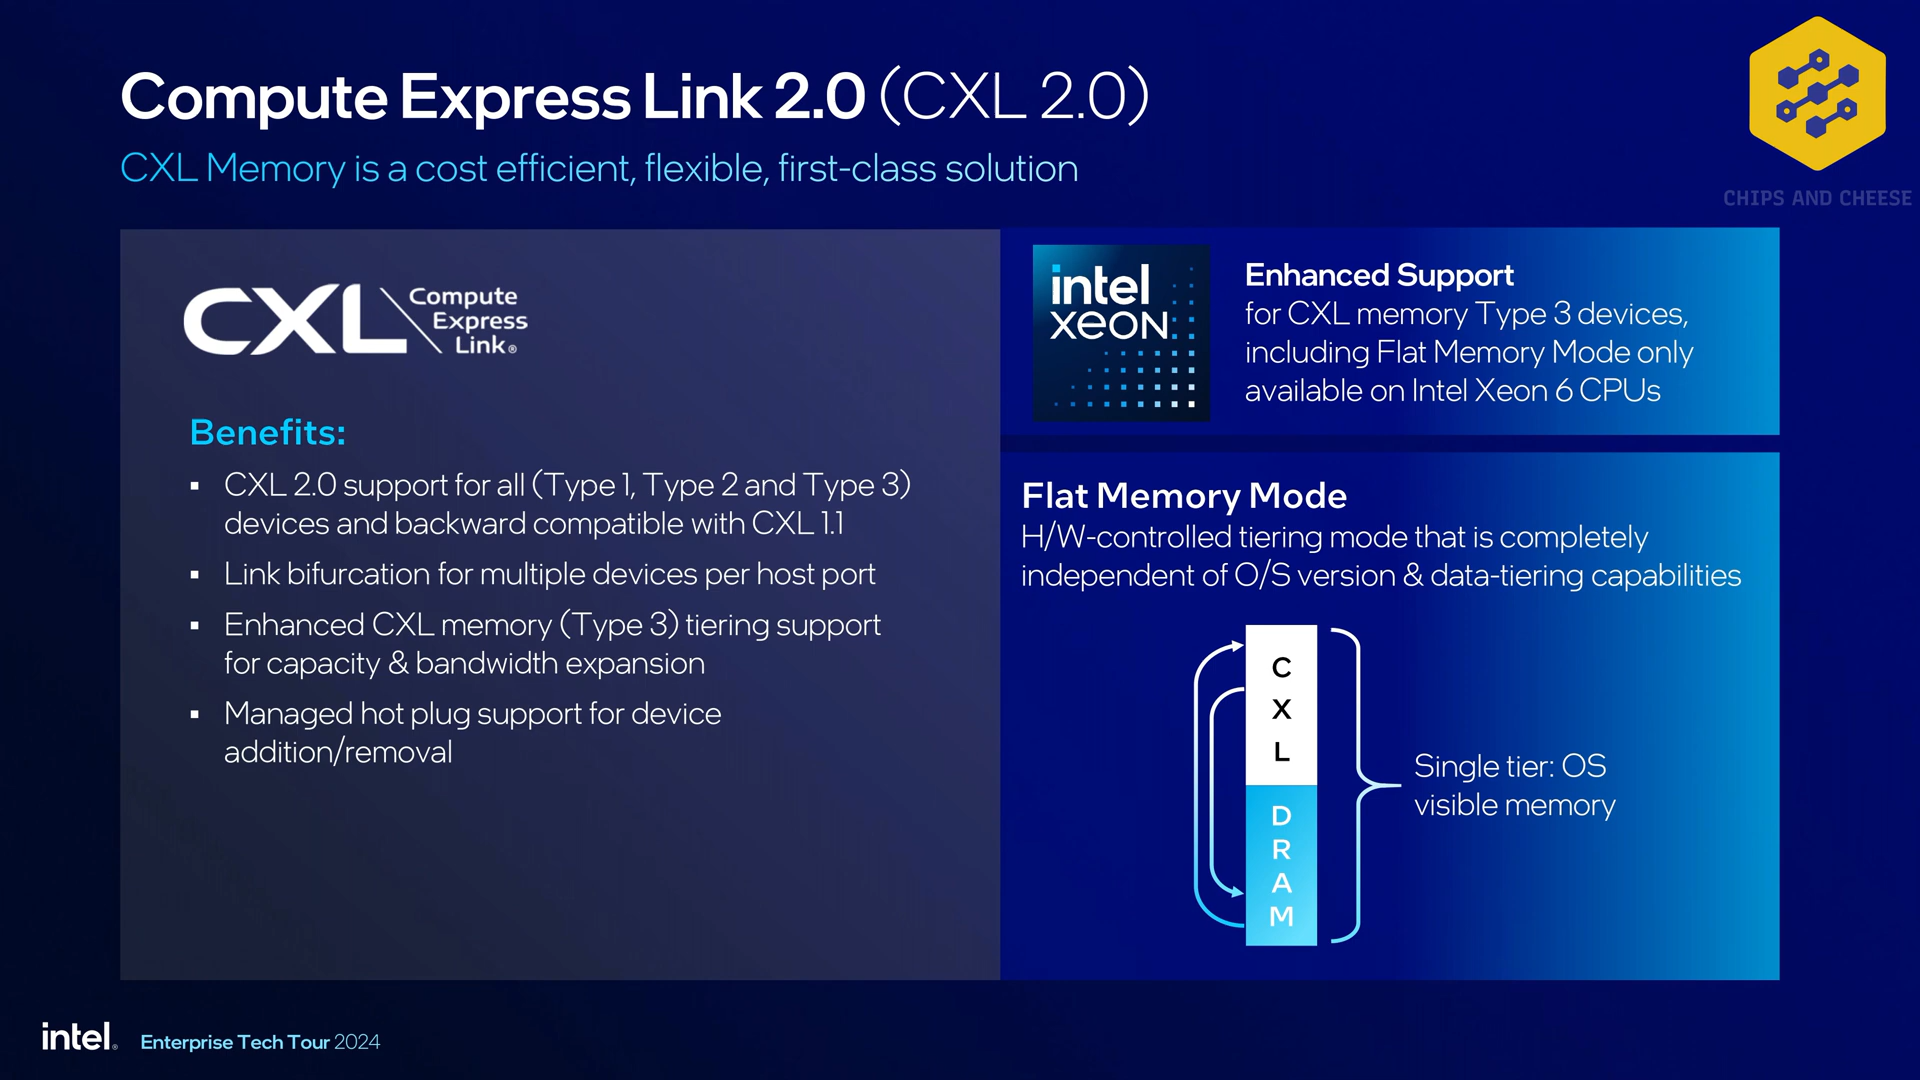 Compute Express Link 2.0 (CXL 2.0)
CXL Memory is a cost efficient, flexible, first-class solution
CHIPS AND CHEESE
CXL Compute
Express
Link®
Benefits:
▪ CXL 2.0 support for all (Type 1, Type 2 and Type 3)
devices and backward compatible with CXL 1.1
▪ Link bifurcation for multiple devices per host port
▪ Enhanced CXL memory (Type 3) tiering support
for capacity & bandwidth expansion
▪ Managed hot plug support for device
addition/removal
intel
xeon
Enhanced Support
for CXL memory Type 3 devices,
including Flat Memory Mode only
available on Intel Xeon 6 CPUs
Flat Memory Mode
H/W-controlled tiering mode that is completely
independent of O/S version & data-tiering capabilities
C
X
L
D
R
A
M
Single tier: OS
visible memory
intel® Enterprise Tech Tour 2024